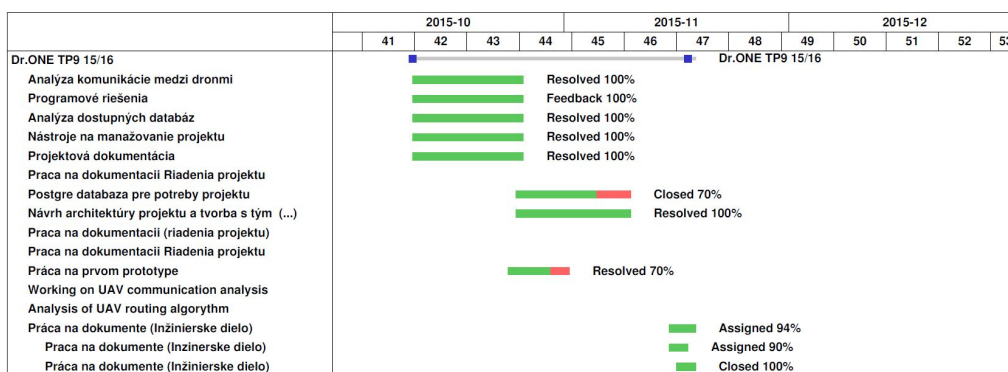 2015-10 2015-11 2015-12
41 42 43 44 45 46 47 48 49 50 51 52 53
Dr.ONE TP9 15/16 Dr.ONE TP9 15/16
Analýza komunikácie medzi dronmi Resolved 100%
Programové riešenia Feedback 100%
Analýza dostupných databáz Resolved 100%
Nástroje na manažovanie projektu Resolved 100%
Projektová dokumentácia Resolved 100%
Praca na dokumentacii Riadenia projektu
Postgre databaza pre potreby projektu Closed 70%
Návrh architektúry projektu a tvorba s tým (...) Resolved 100%
Praca na dokumentacii (riadenia projektu)
Praca na dokumentacii Riadenia projektu
Práca na prvom prototype Resolved 70%
Working on UAV communication analysis
Analysis of UAV routing algorythm
Práca na dokumente (Inžinierske dielo) Assigned 94%
Praca na dokumente (Inzinerske dielo) Assigned 90%
Práca na dokumente (Inžinierske dielo) Closed 100%